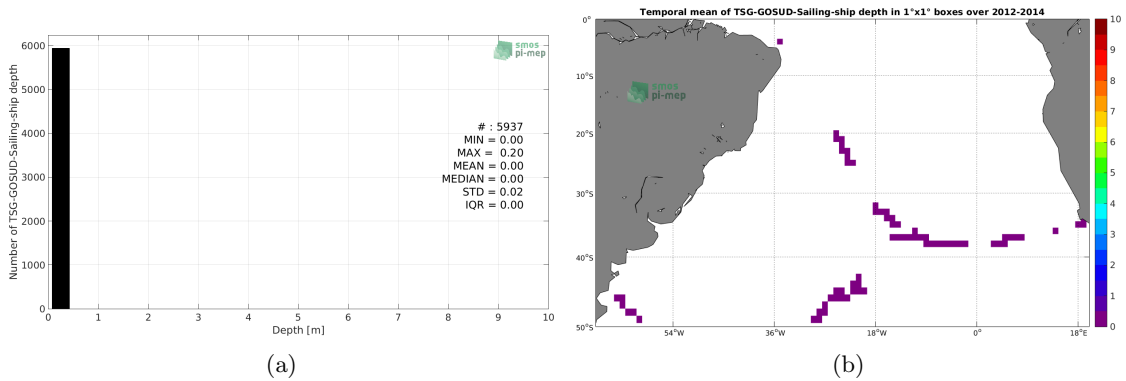 smos
pi-mep
# : 5937
MIN = 0.00
MAX =  0.20
MEAN = 0.00
MEDIAN = 0.00
STD = 0.02
IQR = 0.00
Number of TSG-GOSUD-Sailing-ship depth
6000
5000
4000
3000
2000
1000
0
0 1 2 3 4 5 6 7 8 9 10
Depth [m]
(a)
Temporal mean of TSG-GOSUD-Sailing-ship depth in 1°x1° boxes over 2012-2014
smos
pi-mep
0°
10°S
20°S
30°S
40°S
50°S
54°W 36°W 18°W 0° 18°E
10
9
8
7
6
5
4
3
2
1
0
(b)